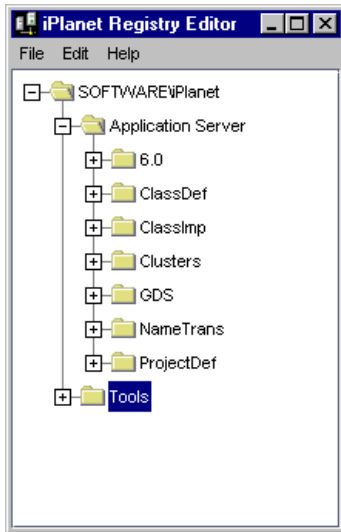 iPlanet Registry Editor
File Edit Help
SOFTWARE\iPlanet
Application Server
6.0
ClassDef
ClassImp
Clusters
GDS
NameTrans
ProjectDef
Tools